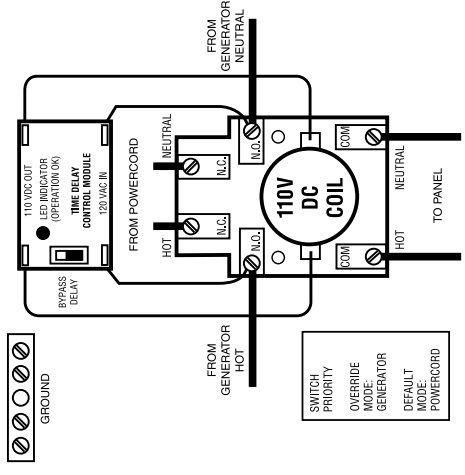 GROUND
BYPASS
DELAY
110 VDC OUT
LED INDICATOR
(OPERATION OK)
TIME DELAY
CONTROL MODULE
120 VAC IN
FROM POWERCORD
HOT
NEUTRAL
N.C.
N.C.
FROM
GENERATOR
HOT
FROM
GENERATOR
NEUTRAL
N.O.
N.O.
110V
DC
COIL
COM
COM
HOT
NEUTRAL
TO PANEL
SWITCH
PRIORITY
OVERRIDE
MODE:
GENERATOR
DEFAULT
MODE:
POWERCORD